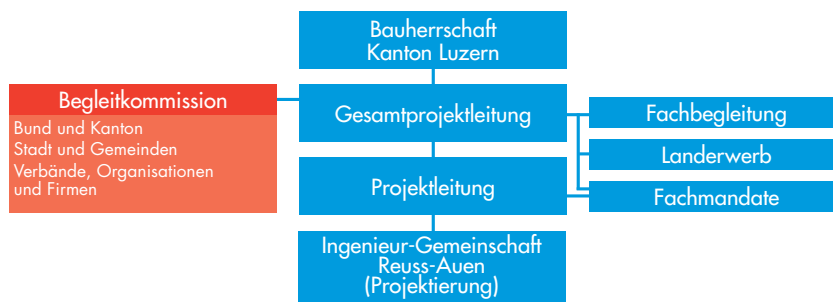 Bauherrschaft
Kanton Luzern
Begleitkommission
Bund und Kanton
Stadt und Gemeinden
Verbände, Organisationen
und Firmen
Gesamtprojektleitung
Fachbegleitung
Landerwerb
Projektleitung
Fachmandate
Ingenieur-Gemeinschaft
Reuss-Auen
(Projektierung)